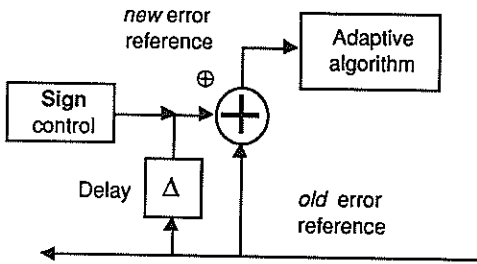 new error
reference
Adaptive
algorithm
⊕
+
Sign
control
Delay
Δ
old error
reference